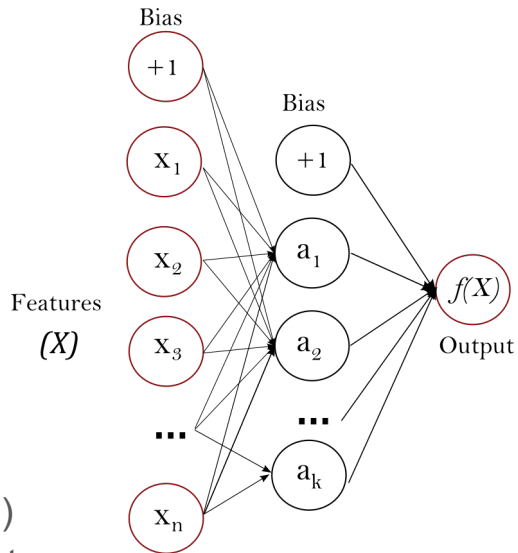 Bias
+1
x1
x2
x3
...
xn
Features
(X)
Bias
+1
a1
a2
...
ak
f(X)
Output
)